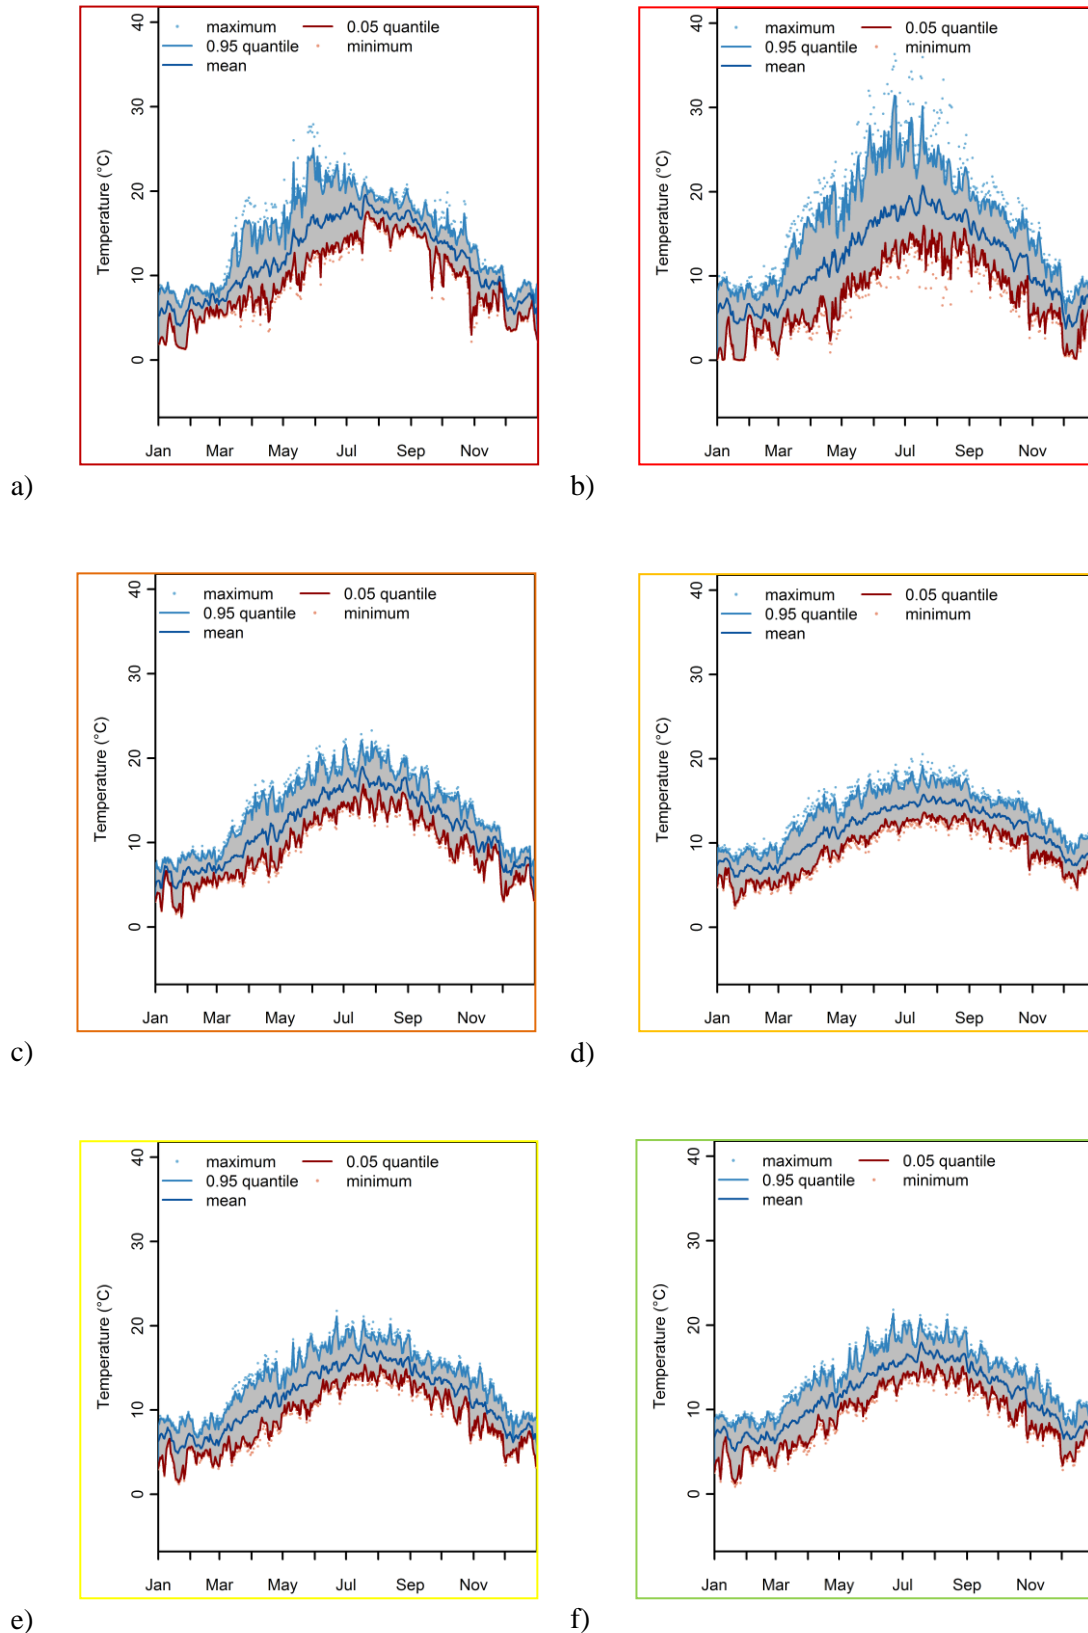 maximum 0.05 quantile
0.95 quantile minimum
mean
Temperature (°C)
40
30
20
10
0
Jan Mar May Jul Sep Nov
a)
maximum 0.05 quantile
0.95 quantile minimum
mean
Temperature (°C)
40
30
20
10
0
Jan Mar May Jul Sep Nov
b)
maximum 0.05 quantile
0.95 quantile minimum
mean
Temperature (°C)
40
30
20
10
0
Jan Mar May Jul Sep Nov
c)
maximum 0.05 quantile
0.95 quantile minimum
mean
Temperature (°C)
40
30
20
10
0
Jan Mar May Jul Sep Nov
d)
maximum 0.05 quantile
0.95 quantile minimum
mean
Temperature (°C)
40
30
20
10
0
Jan Mar May Jul Sep Nov
e)
maximum 0.05 quantile
0.95 quantile minimum
mean
Temperature (°C)
40
30
20
10
0
Jan Mar May Jul Sep Nov
f)